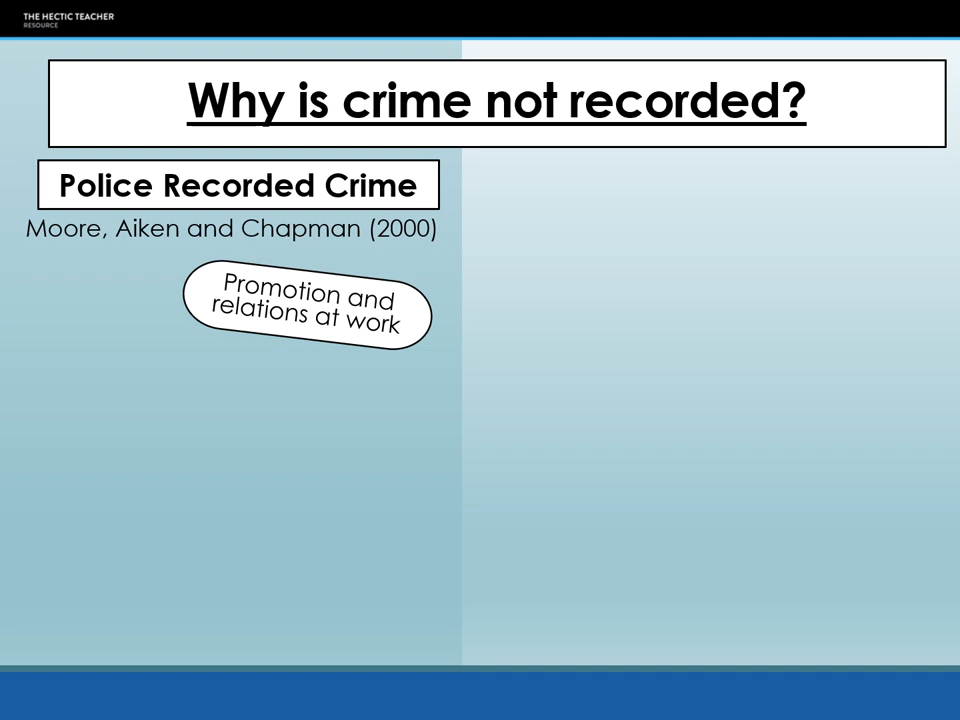 THE HECTIC TEACHER
RESOURCE
Why is crime not recorded?
Police Recorded Crime
Moore, Aiken and Chapman (2000)
Promotion and
relations at work